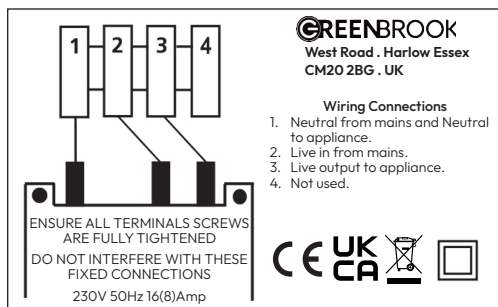 1 2 3 4
ENSURE ALL TERMINALS SCREWS
ARE FULLY TIGHTENED
DO NOT INTERFERE WITH THESE
FIXED CONNECTIONS
230V 50Hz 16(8)Amp
GREENBROOK
West Road . Harlow Essex
CM20 2BG . UK
Wiring Connections
1. Neutral from mains and Neutral
to appliance.
2. Live in from mains.
3. Live output to appliance.
4. Not used.
CE UK
CA